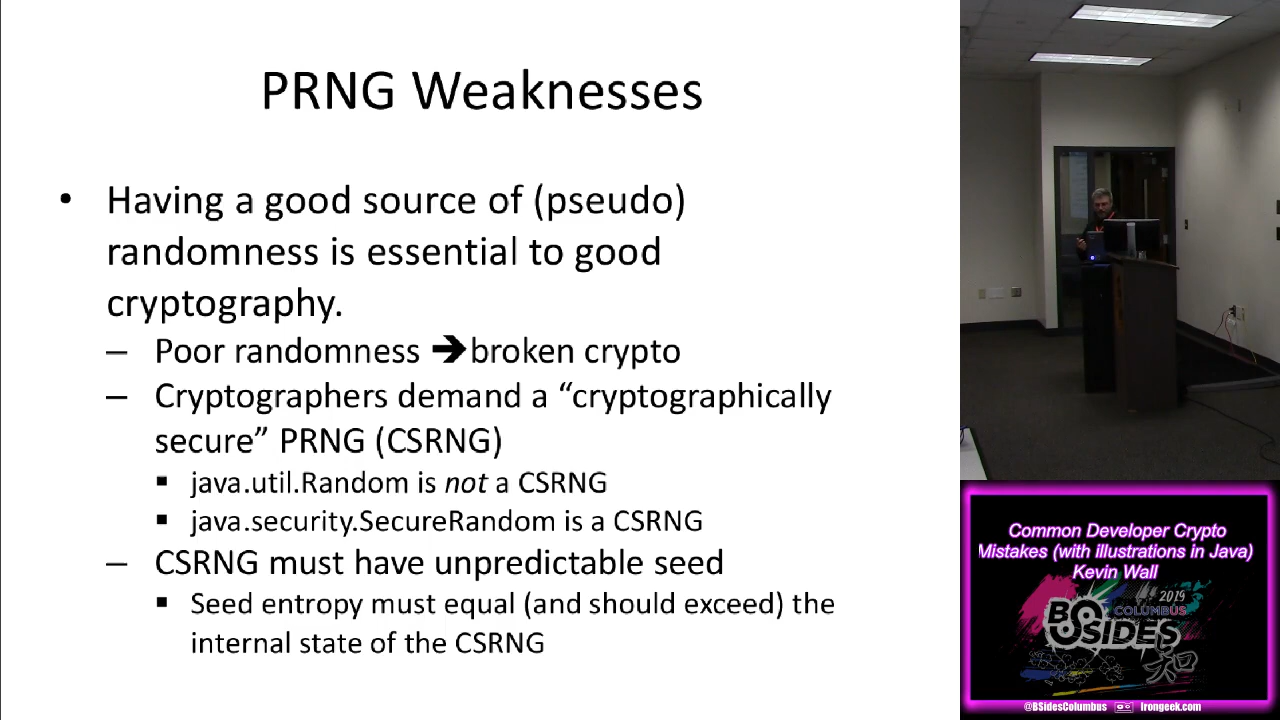 PRNG Weaknesses
• Having a good source of (pseudo)
randomness is essential to good
cryptography.
– Poor randomness ➔broken crypto
– Cryptographers demand a “cryptographically
secure” PRNG (CSRNG)
▪ java.util.Random is not a CSRNG
▪ java.security.SecureRandom is a CSRNG
– CSRNG must have unpredictable seed
▪ Seed entropy must equal (and should exceed) the
internal state of the CSRNG
Common Developer Crypto
Mistakes (with illustrations in Java)
Kevin Wall
2019
COLUMBUS
BSIDES
@BSidesColumbus Irongeek.com